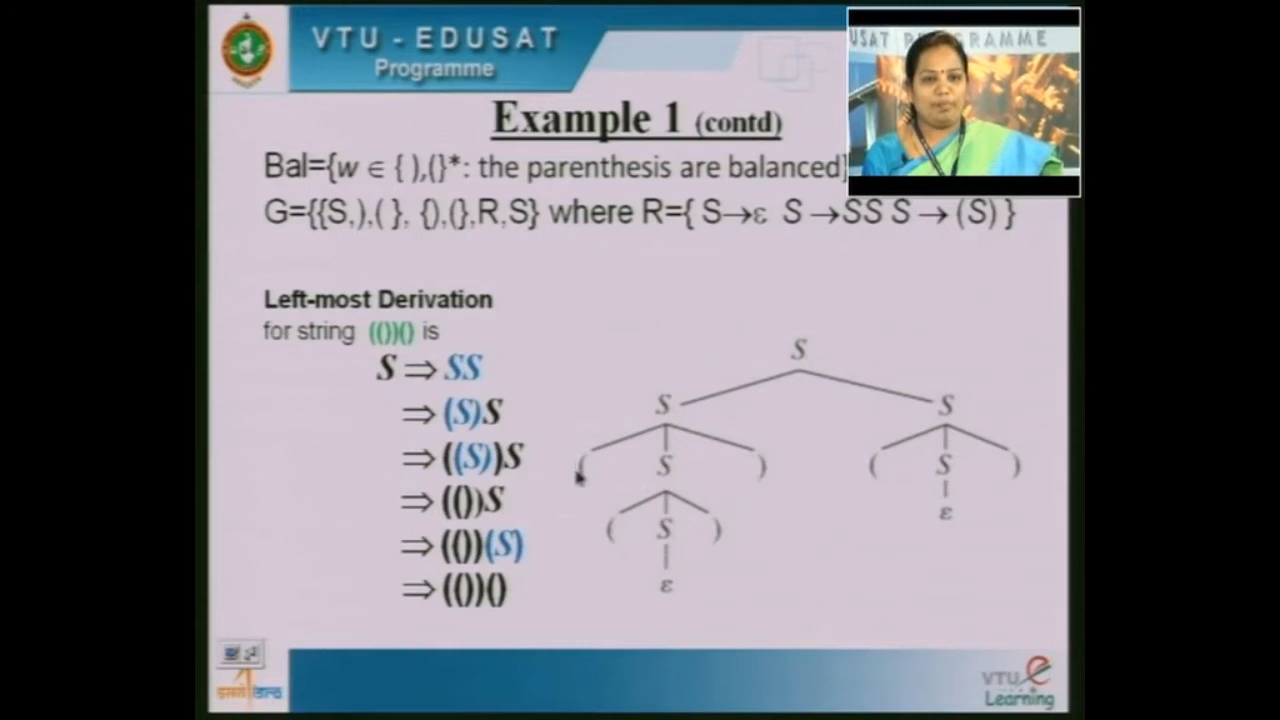 VTU - EDUSAT
Programme
USAT PROGRAMME
Example 1 (contd)
Bal={w ∈ { ),(}*: the parenthesis are balanced}
G={{S,),( }, {),(},R,S} where R={ S→ε S →SS S → (S) }
Left-most Derivation
for string (())() is
S ⇒ SS
⇒ (S)S
⇒ ((S))S
⇒ (())S
⇒ (())(S)
⇒ (())()
S
S S
( S ) ( S )
( S ) ε
ε
VTU e
Learning